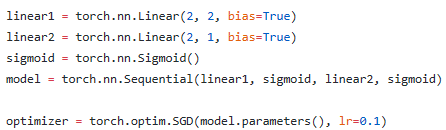 linear1 = torch.nn.Linear(2, 2, bias=True)
linear2 = torch.nn.Linear(2, 1, bias=True)
sigmoid = torch.nn.Sigmoid()
model = torch.nn.Sequential(linear1, sigmoid, linear2, sigmoid)
optimizer = torch.optim.SGD(model.parameters(), lr=0.1)